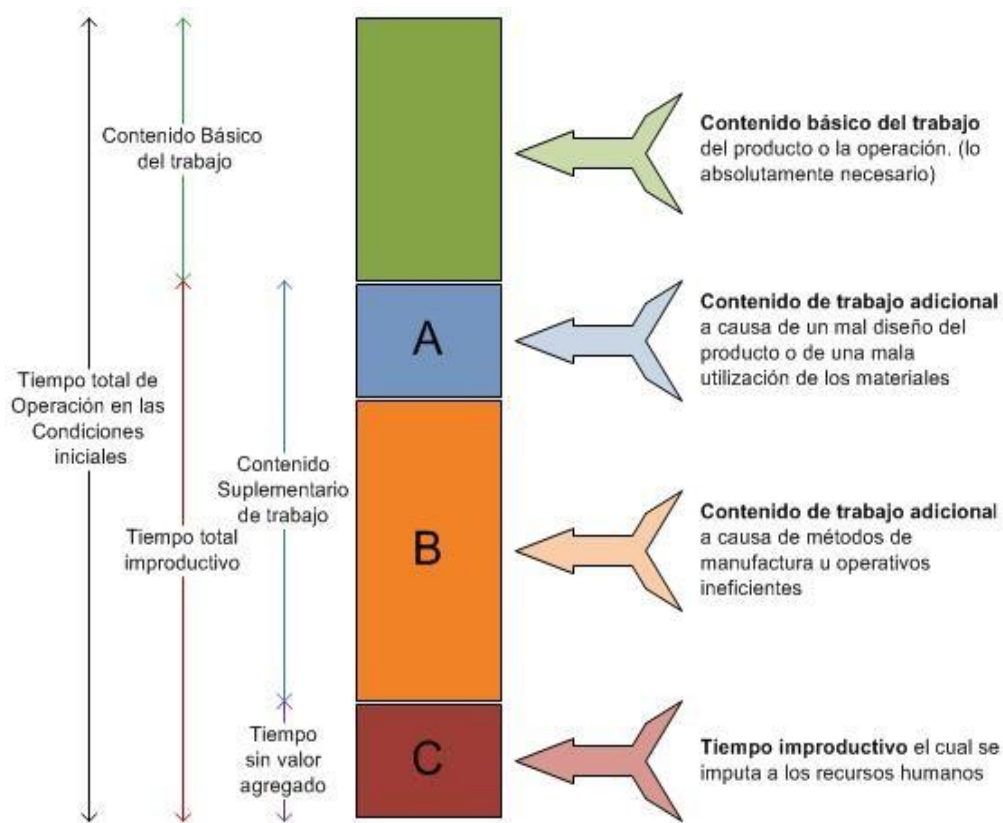 Contenido Básico
del trabajo
Tiempo total de
Operación en las
Condiciones
iniciales
Tiempo total
improductivo
Contenido
Suplementario
de trabajo
Tiempo
sin valor
agregado
A
B
C
Contenido básico del trabajo
del producto o la operación. (lo
absolutamente necesario)
Contenido de trabajo adicional
a causa de un mal diseño del
producto o de una mala
utilización de los materiales
Contenido de trabajo adicional
a causa de métodos de
manufactura u operativos
ineficientes
Tiempo improductivo el cual se
imputa a los recursos humanos